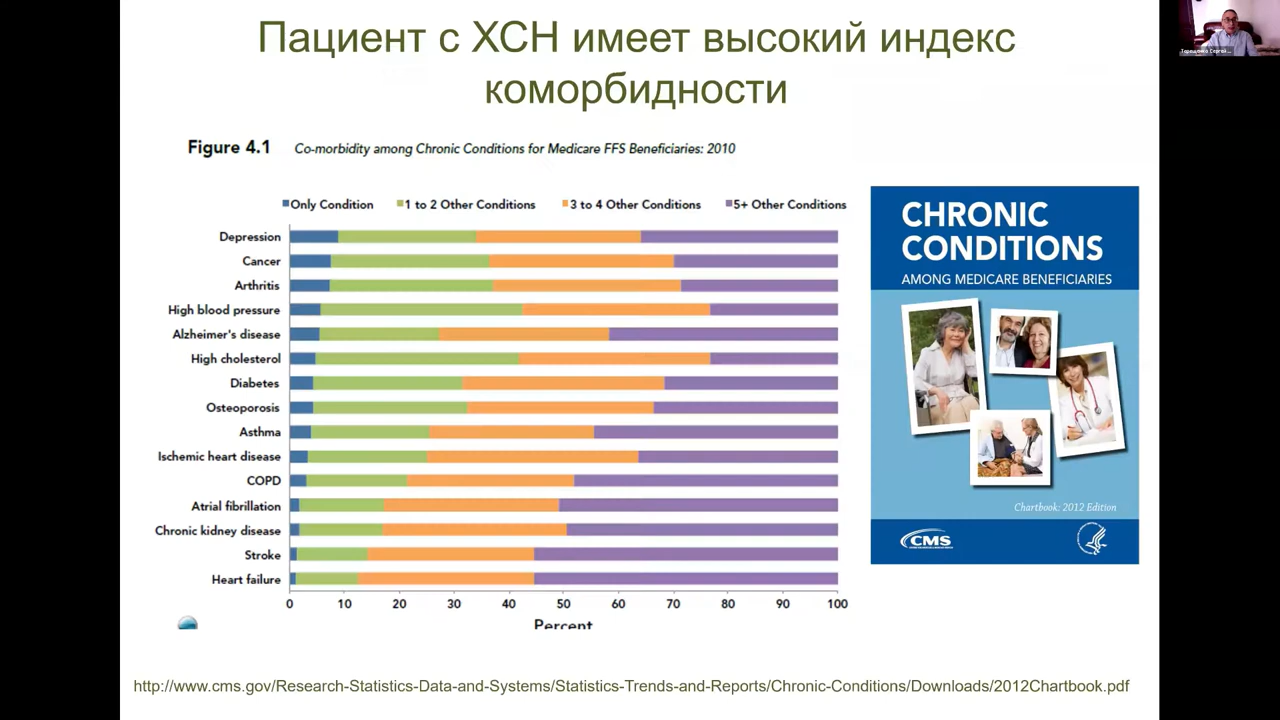 Пациент с ХСН имеет высокий индекс
коморбидности
Figure 4.1 Co-morbidity among Chronic Conditions for Medicare FFS Beneficiaries: 2010
Only Condition 1 to 2 Other Conditions 3 to 4 Other Conditions 5+ Other Conditions
Depression
Cancer
Arthritis
High blood pressure
Alzheimer's disease
High cholesterol
Diabetes
Osteoporosis
Asthma
Ischemic heart disease
COPD
Atrial fibrillation
Chronic kidney disease
Stroke
Heart failure
0 10 20 30 40 50 60 70 80 90 100
Percent
CHRONIC
CONDITIONS
AMONG MEDICARE BENEFICIARIES
Chartbook: 2012 Edition
CMS
http://www.cms.gov/Research-Statistics-Data-and-Systems/Statistics-Trends-and-Reports/Chronic-Conditions/Downloads/2012Chartbook.pdf